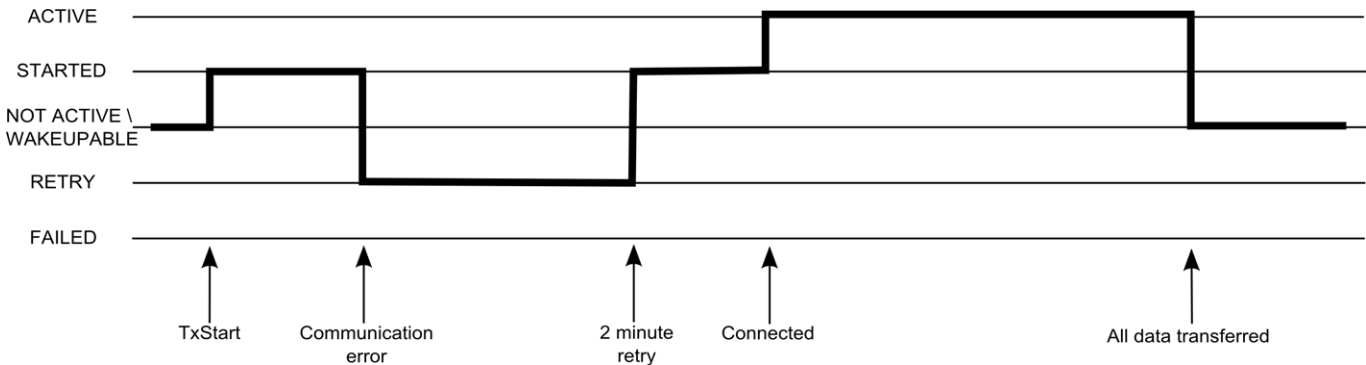 ACTIVE
STARTED
NOT ACTIVE \
WAKEUPABLE
RETRY
FAILED
TxStart
Communication
error
2 minute
retry
Connected
All data transferred